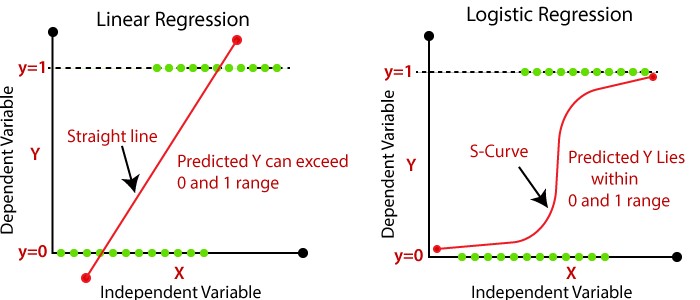 Linear Regression
y=1
Dependent Variable
Y
Straight line
Predicted Y can exceed
0 and 1 range
y=0
X
Independent Variable
Logistic Regression
y=1
Dependent Variable
Y
S-Curve
Predicted Y Lies
within
0 and 1 range
y=0
X
Independent Variable